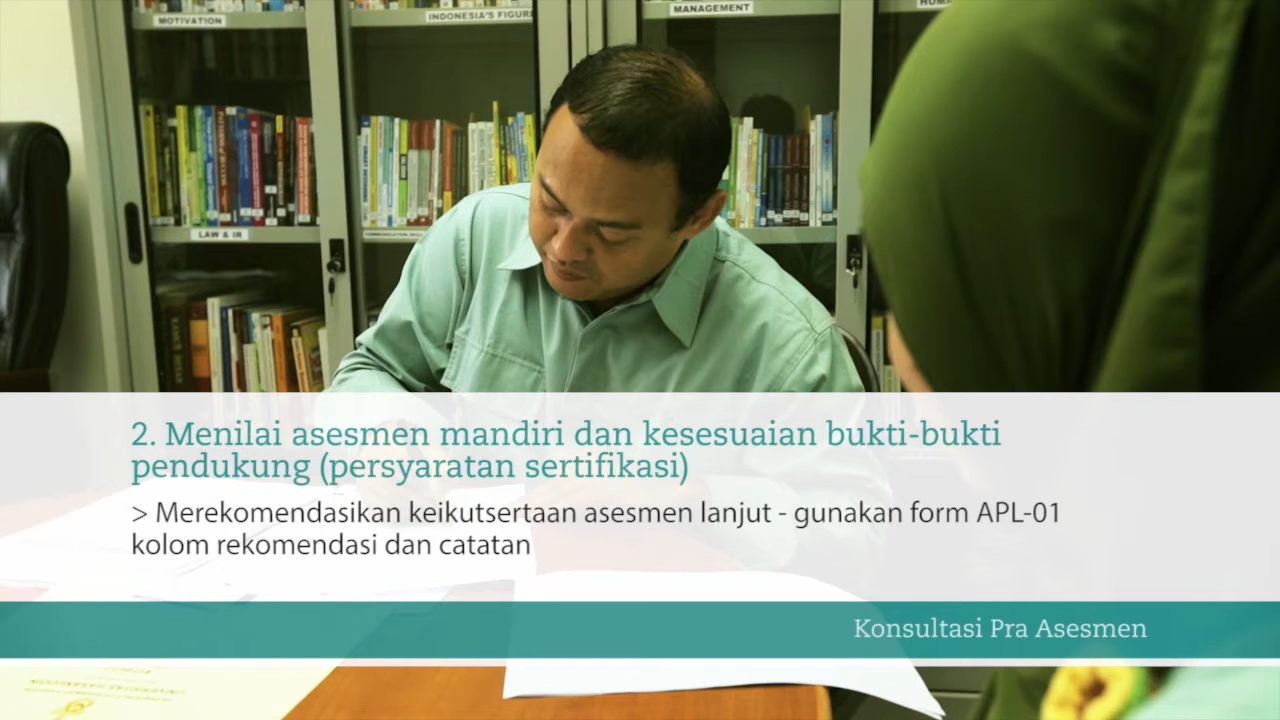 MOTIVATION
INDONESIA'S FIGUR
MANAGEMENT
LAW & IR
2. Menilai asesmen mandiri dan kesesuaian bukti-bukti
pendukung (persyaratan sertifikasi)
> Merekomendasikan keikutsertaan asesmen lanjut - gunakan form APL-01
kolom rekomendasi dan catatan
Konsultasi Pra Asesmen